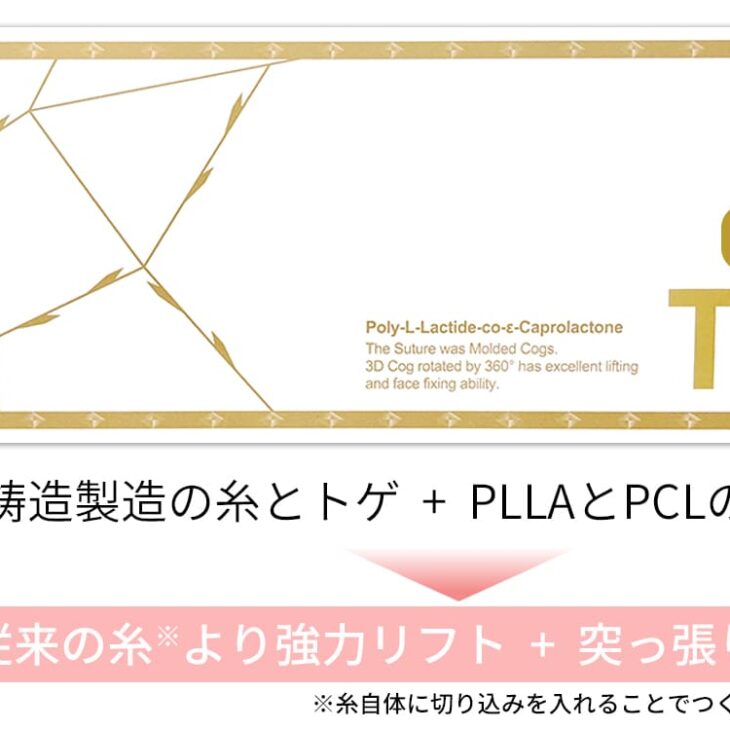 T
Poly-L-Lactide-co-ε-Caprolactone
The Suture was Molded Cogs.
3D Cog rotated by 360° has excellent lifting
and face fixing ability.
鋳造製造の糸とトゲ + PLLAとPCLの
従来の糸※より強力リフト + 突っ張り
※糸自体に切り込みを入れることでつく